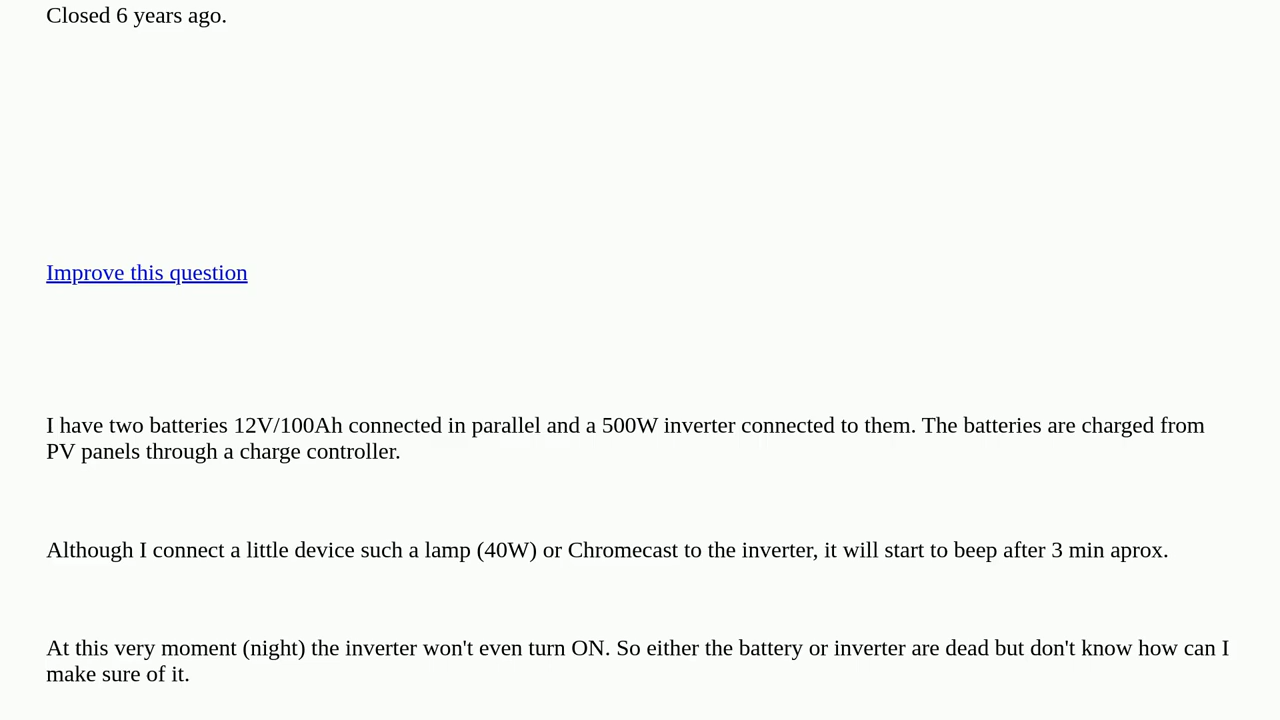 Closed 6 years ago.
Improve this question
I have two batteries 12V/100Ah connected in parallel and a 500W inverter connected to them. The batteries are charged from
PV panels through a charge controller.
Although I connect a little device such a lamp (40W) or Chromecast to the inverter, it will start to beep after 3 min aprox.
At this very moment (night) the inverter won't even turn ON. So either the battery or inverter are dead but don't know how can I
make sure of it.